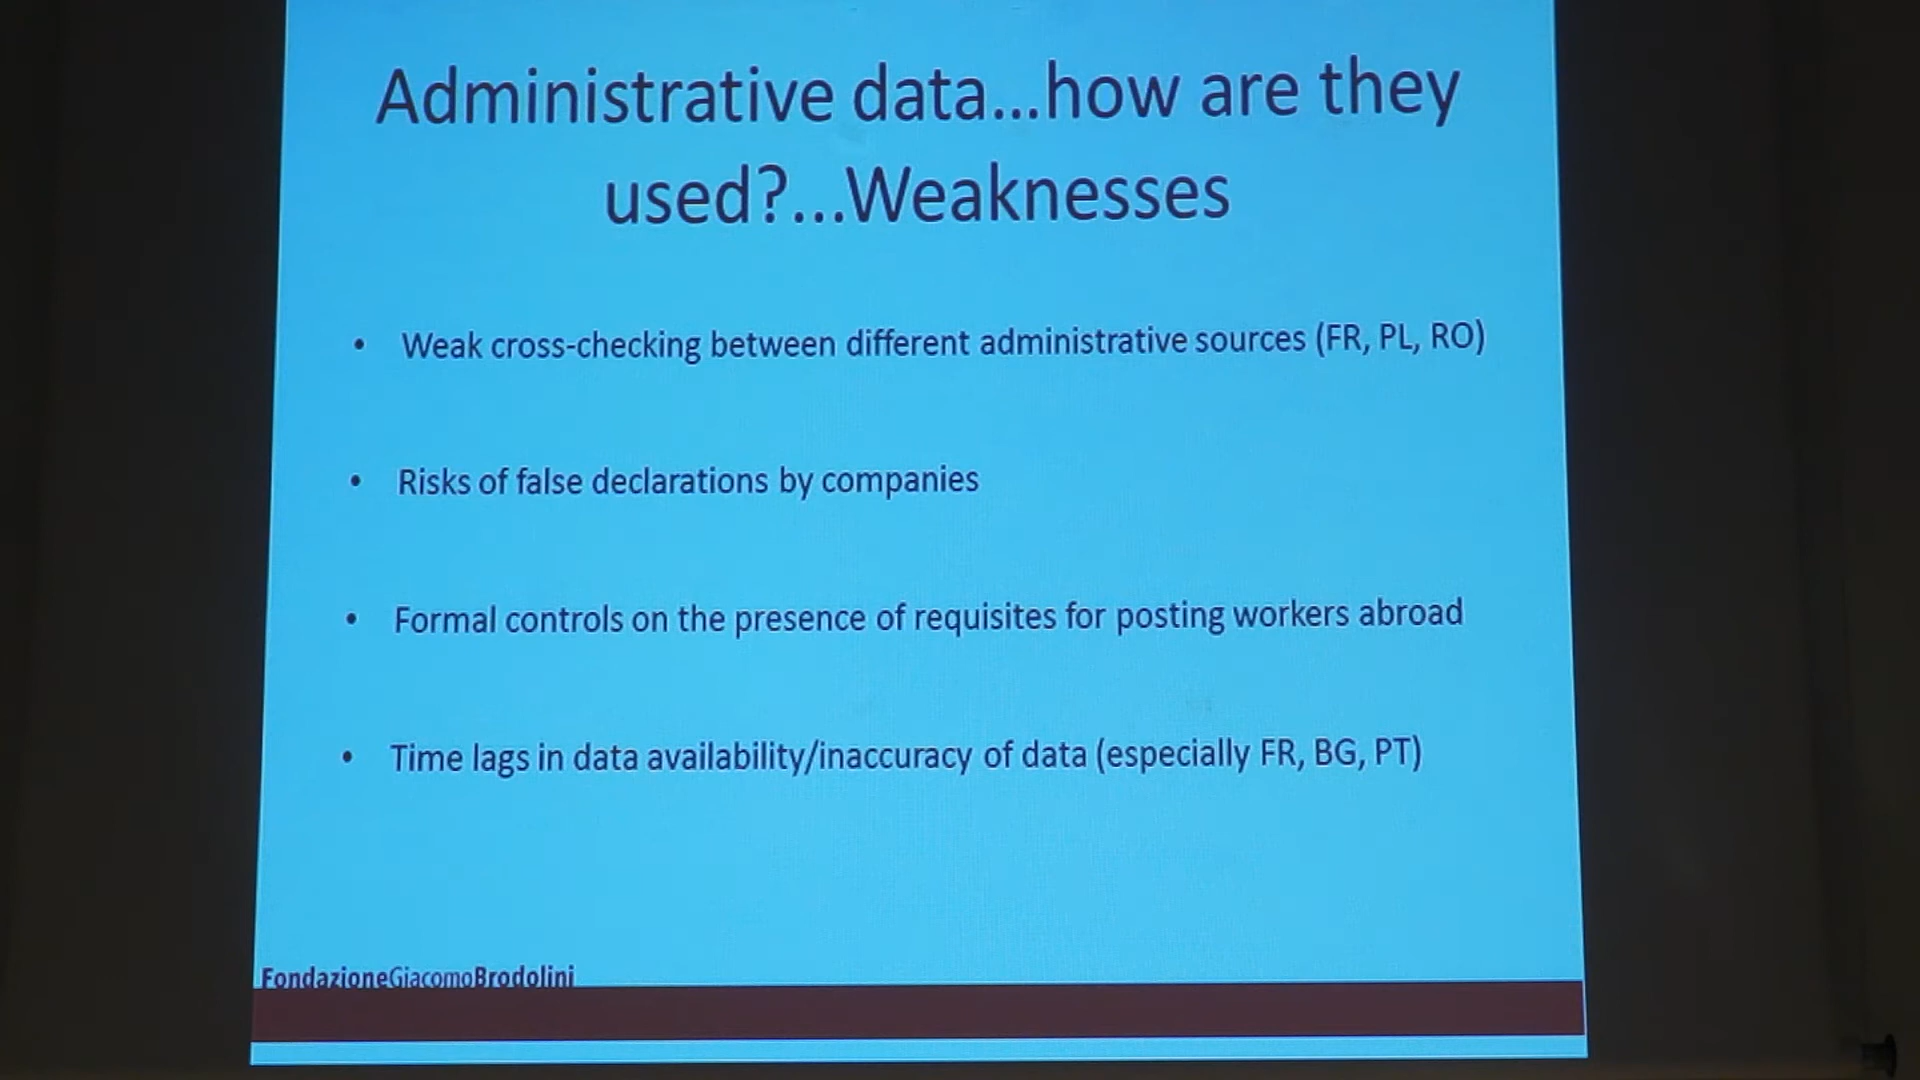 Administrative data...how are they
used?...Weaknesses
• Weak cross-checking between different administrative sources (FR, PL, RO)
• Risks of false declarations by companies
• Formal controls on the presence of requisites for posting workers abroad
• Time lags in data availability/inaccuracy of data (especially FR, BG, PT)
FondazioneGiacomoBrodolini